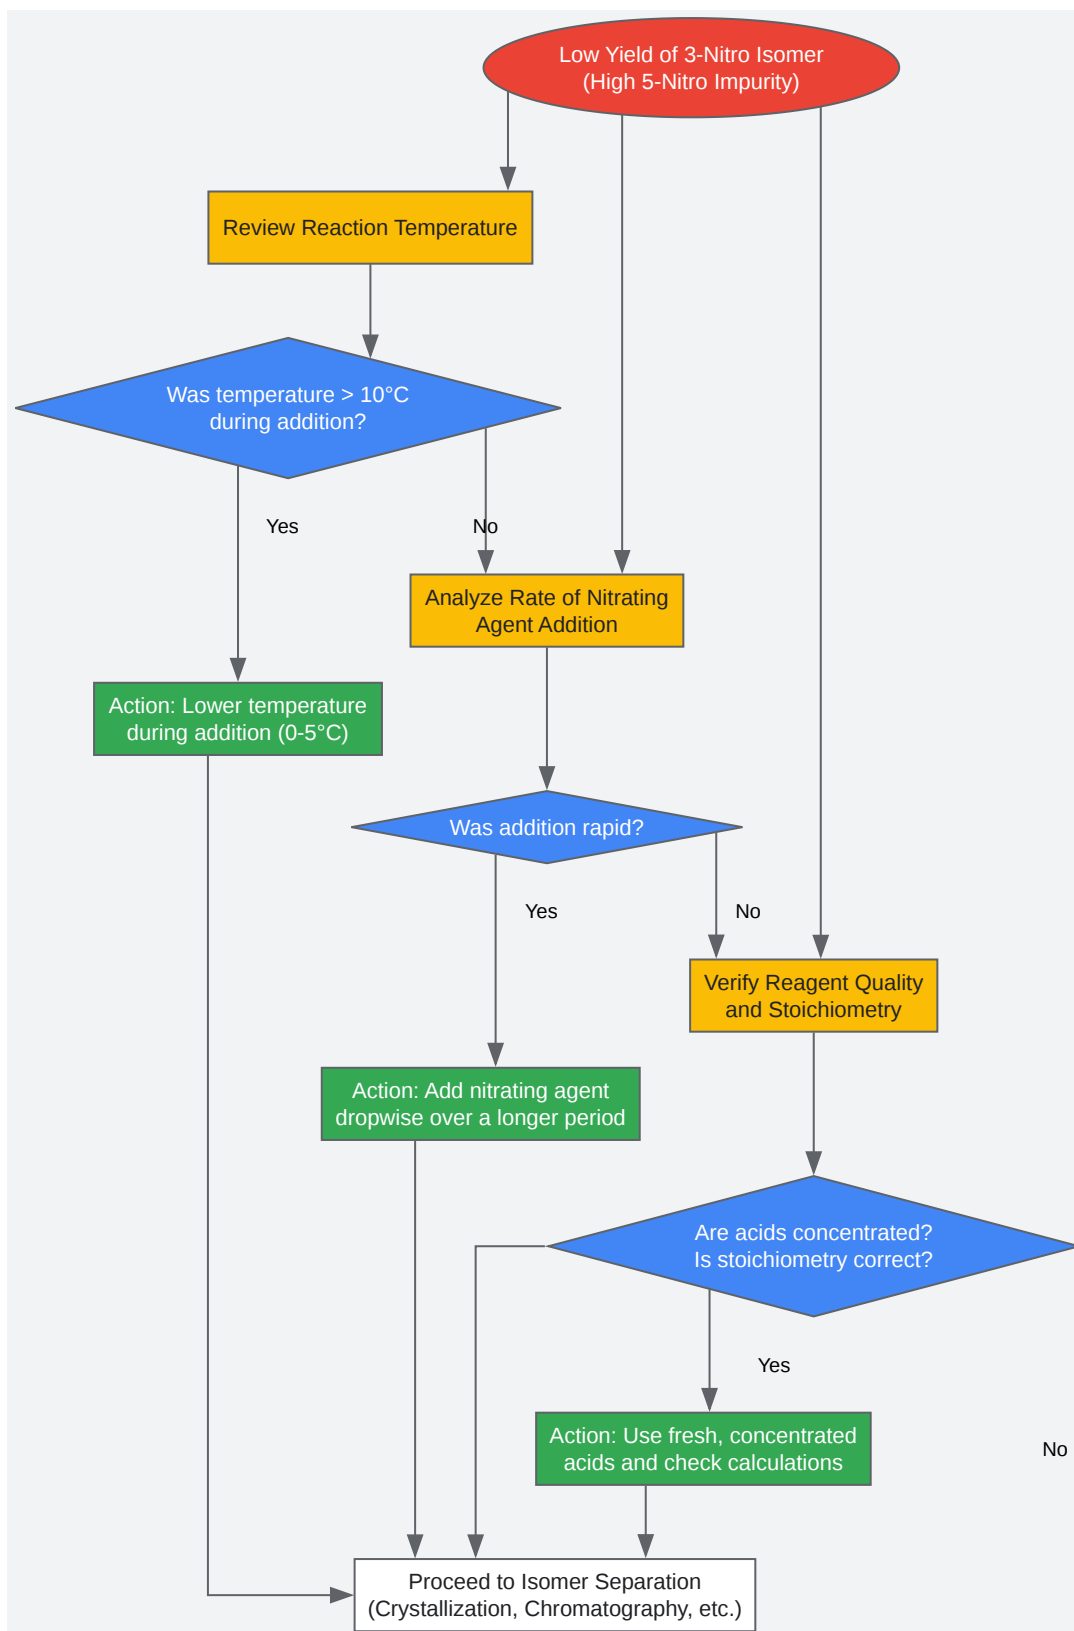 Low Yield of 3-Nitro Isomer
(High 5-Nitro Impurity)
Review Reaction Temperature
Was temperature > 10°C
during addition?
Yes
No
Analyze Rate of Nitrating
Agent Addition
Action: Lower temperature
during addition (0-5°C)
Was addition rapid?
Yes
No
Verify Reagent Quality
and Stoichiometry
Action: Add nitrating agent
dropwise over a longer period
Are acids concentrated?
Is stoichiometry correct?
Yes
Action: Use fresh, concentrated
acids and check calculations
No
Proceed to Isomer Separation
(Crystallization, Chromatography, etc.)